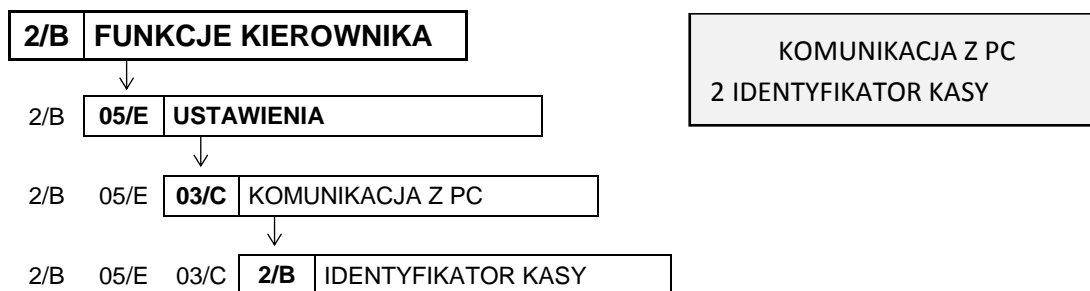 2/B FUNKCJE KIEROWNIKA
2/B 05/E USTAWIENIA
2/B 05/E 03/C KOMUNIKACJA Z PC
2/B 05/E 03/C 2/B IDENTYFIKATOR KASY
KOMUNIKACJA Z PC
2 IDENTYFIKATOR KASY